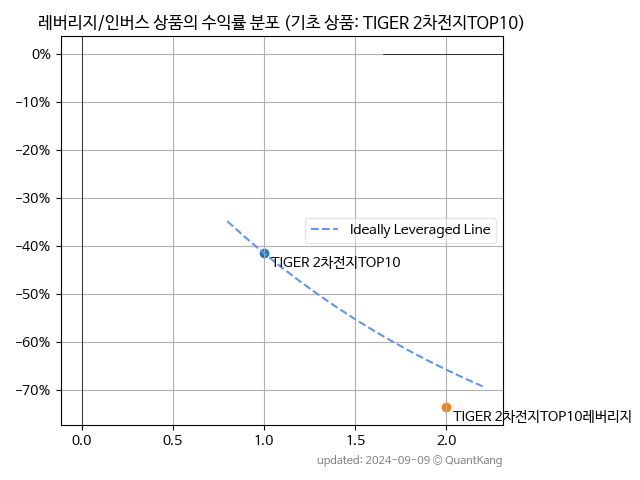 레버리지/인버스 상품의 수익률 분포 (기초 상품: TIGER 2차전지TOP10)
0%
−10%
−20%
−30%
Ideally Leveraged Line
−40%
TIGER 2차전지TOP10
−50%
−60%
−70%
TIGER 2차전지TOP10레버리지
0.0 0.5 1.0 1.5 2.0
updated: 2024-09-09 © QuantKang